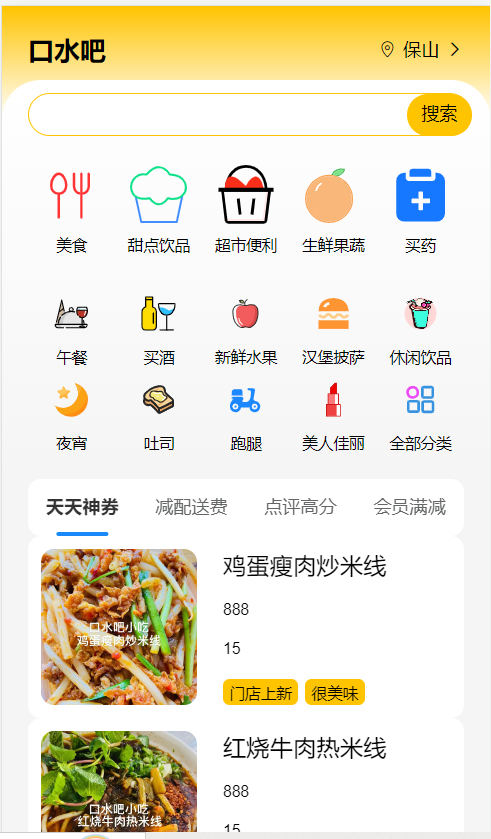 口水吧 保山
搜索
美食 甜点饮品 超市便利 生鲜果蔬 买药
午餐 买酒 新鲜水果 汉堡披萨 休闲饮品
夜宵 吐司 跑腿 美人佳丽 全部分类
天天神券 减配送费 点评高分 会员满减
口水吧小吃
鸡蛋瘦肉炒米线
鸡蛋瘦肉炒米线
888
15
门店上新 很美味
口水吧小吃
红烧牛肉热米线
红烧牛肉热米线
888
15